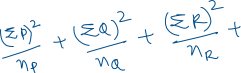 (ΣP)²/n_P + (ΣQ)²/n_Q + (ΣR)²/n_R +